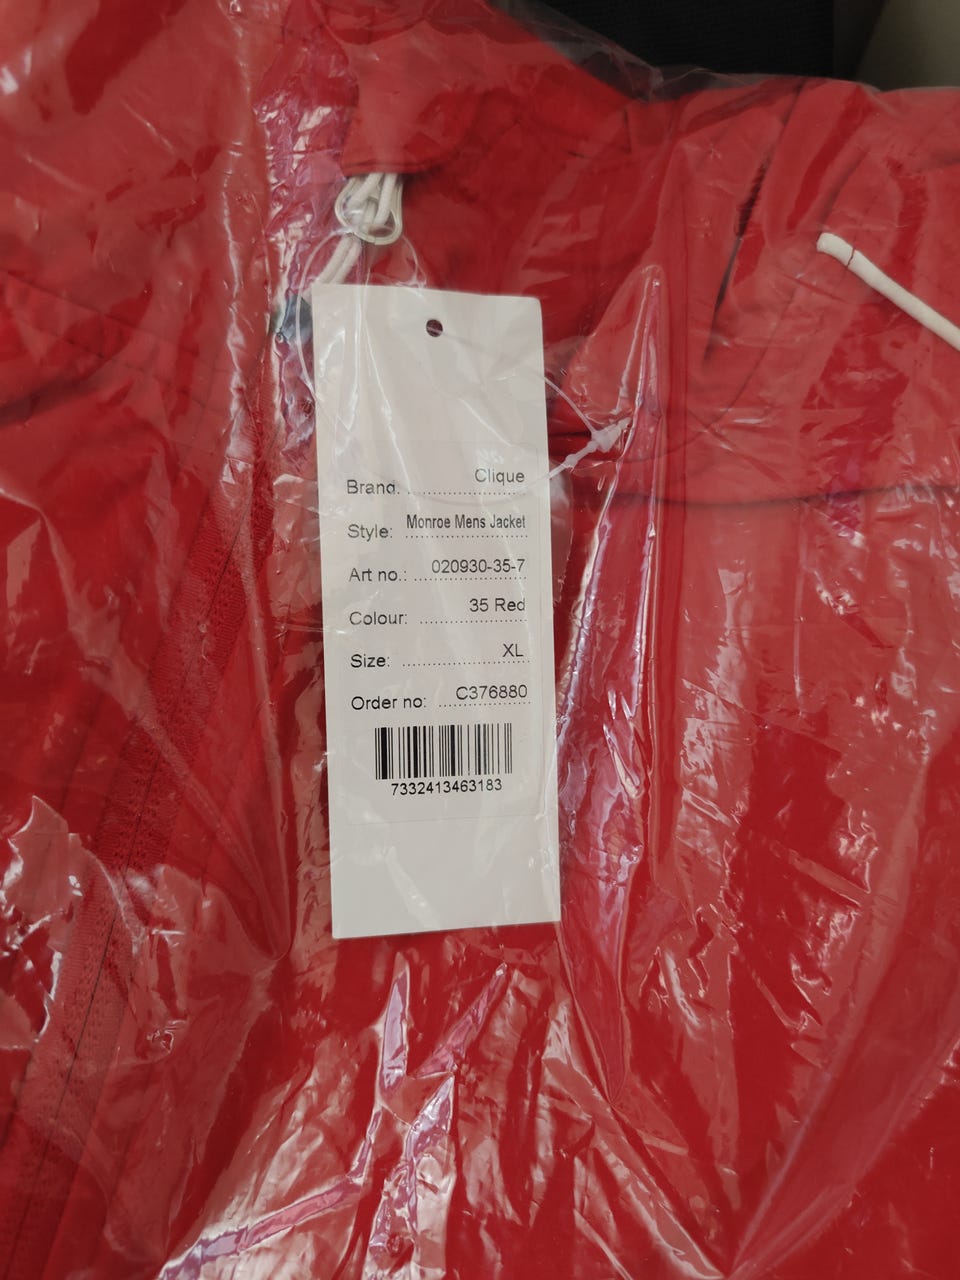 Brand: Clique
Style: Monroe Mens Jacket
Art no.: 020930-35-7
Colour: 35 Red
Size: XL
Order no: C376880
7332413463183